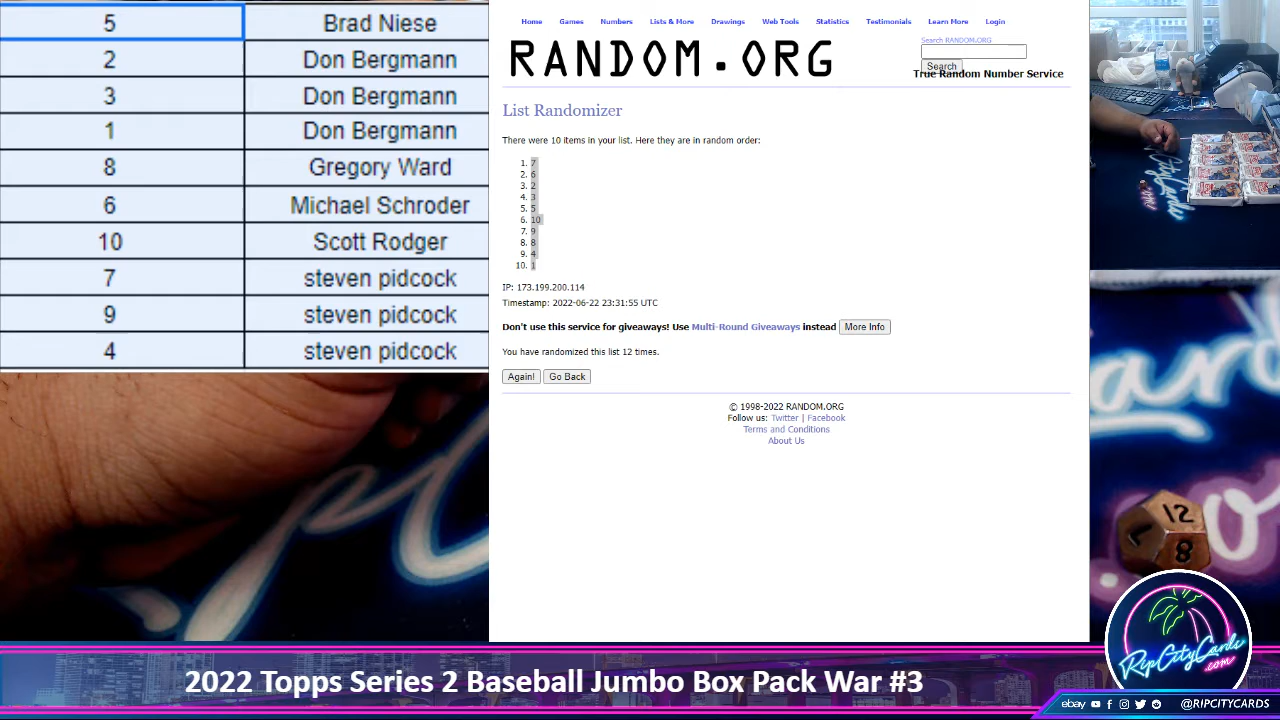 5 Brad Niese
2 Don Bergmann
3 Don Bergmann
1 Don Bergmann
8 Gregory Ward
6 Michael Schroder
10 Scott Rodger
7 steven pidcock
9 steven pidcock
4 steven pidcock
Home Games Numbers Lists & More Drawings Web Tools Statistics Testimonials Learn More Login
RANDOM.ORG
Search RANDOM.ORG
Search
True Random Number Service
List Randomizer
There were 10 items in your list. Here they are in random order:
1. 7
2. 6
3. 2
4. 3
5. 5
6. 10
7. 9
8. 8
9. 4
10. 1
IP: 173.199.200.114
Timestamp: 2022-06-22 23:31:55 UTC
Don't use this service for giveaways! Use Multi-Round Giveaways instead More Info
You have randomized this list 12 times.
Again! Go Back
© 1998-2022 RANDOM.ORG
Follow us: Twitter | Facebook
Terms and Conditions
About Us
12
8
RipCityCards
.com
2022 Topps Series 2 Baseball Jumbo Box Pack War #3
ebay @RIPCITYCARDS